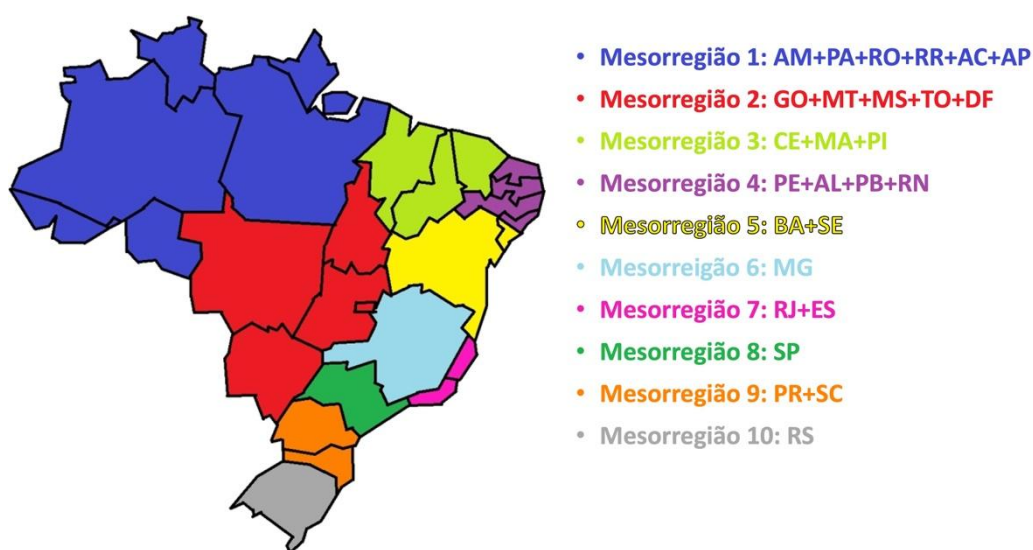 • Mesorregião 1: AM+PA+RO+RR+AC+AP
• Mesorregião 2: GO+MT+MS+TO+DF
• Mesorregião 3: CE+MA+PI
• Mesorregião 4: PE+AL+PB+RN
• Mesorregião 5: BA+SE
• Mesorreigião 6: MG
• Mesorregião 7: RJ+ES
• Mesorregião 8: SP
• Mesorregião 9: PR+SC
• Mesorregião 10: RS